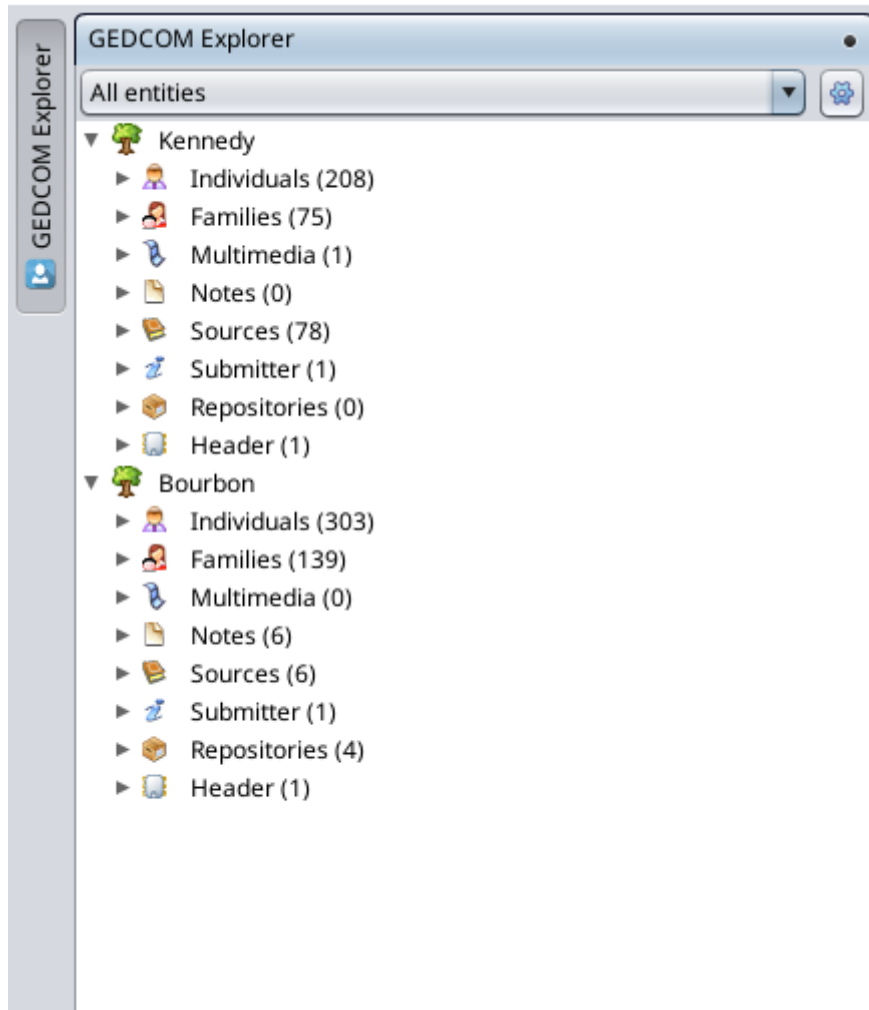 GEDCOM Explorer
GEDCOM Explorer
All entities
Kennedy
Individuals (208)
Families (75)
Multimedia (1)
Notes (0)
Sources (78)
Submitter (1)
Repositories (0)
Header (1)
Bourbon
Individuals (303)
Families (139)
Multimedia (0)
Notes (6)
Sources (6)
Submitter (1)
Repositories (4)
Header (1)